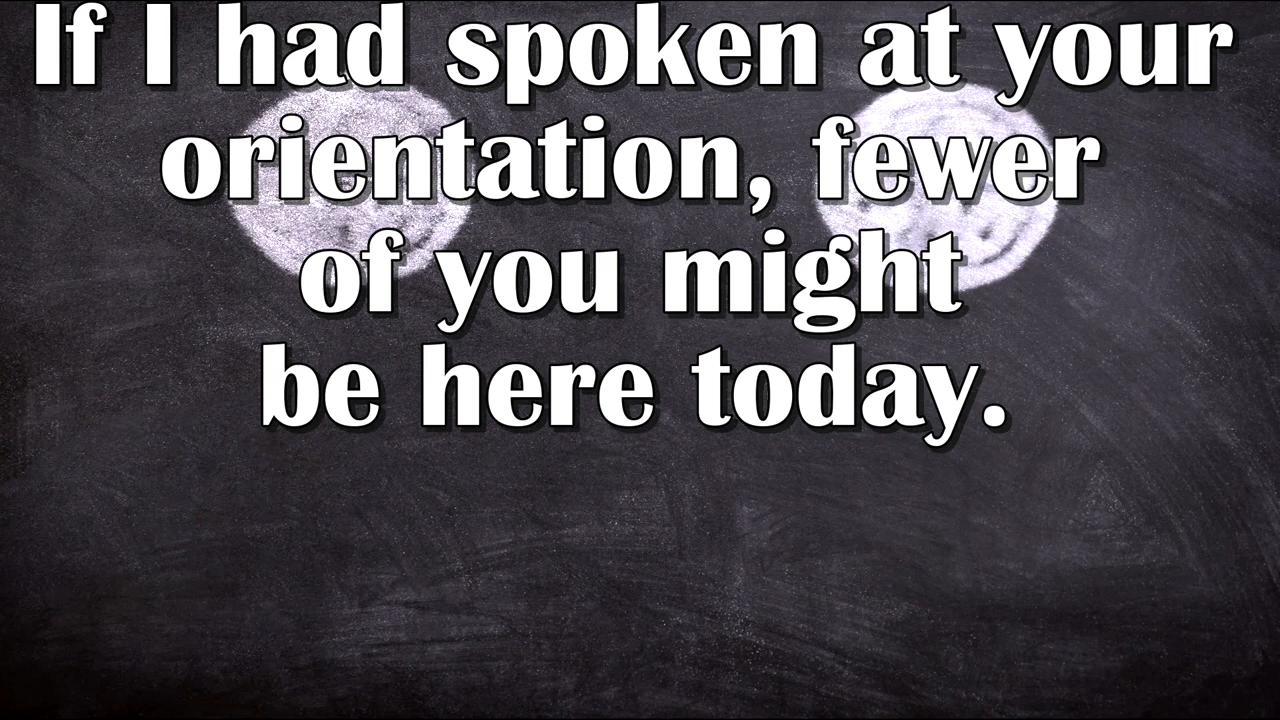 If I had spoken at your
orientation, fewer
of you might
be here today.